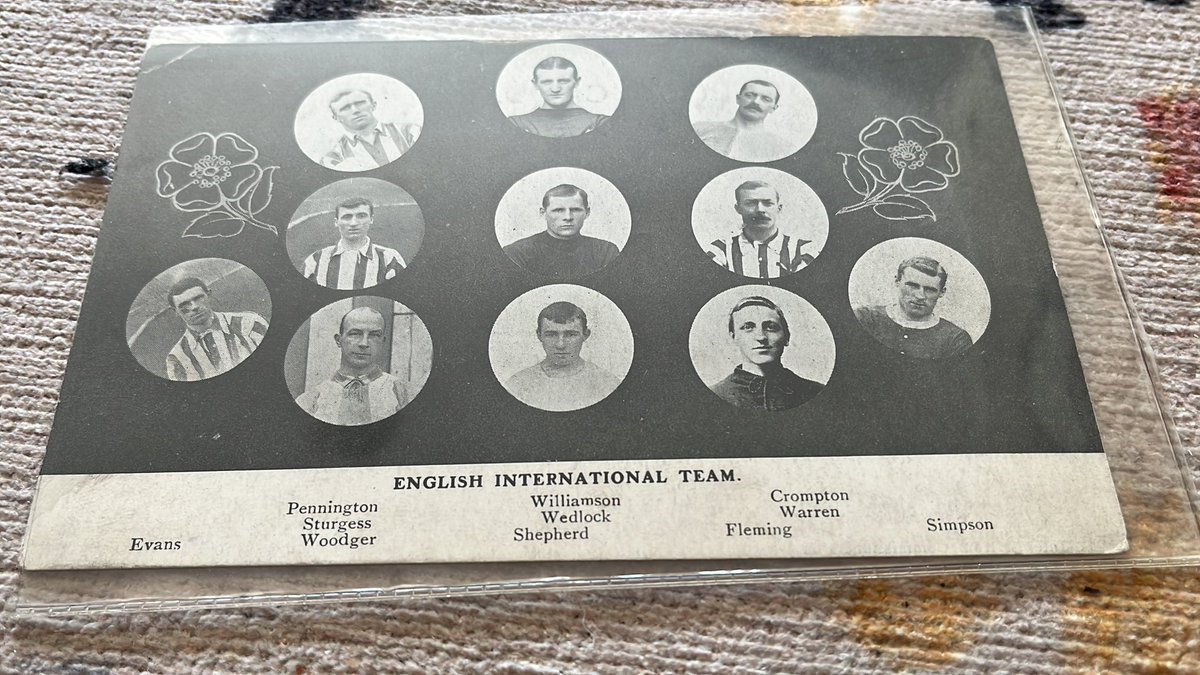 ENGLISH INTERNATIONAL TEAM.
Pennington Williamson Crompton
Sturgess Wedlock Warren
Evans Woodger Shepherd Fleming Simpson